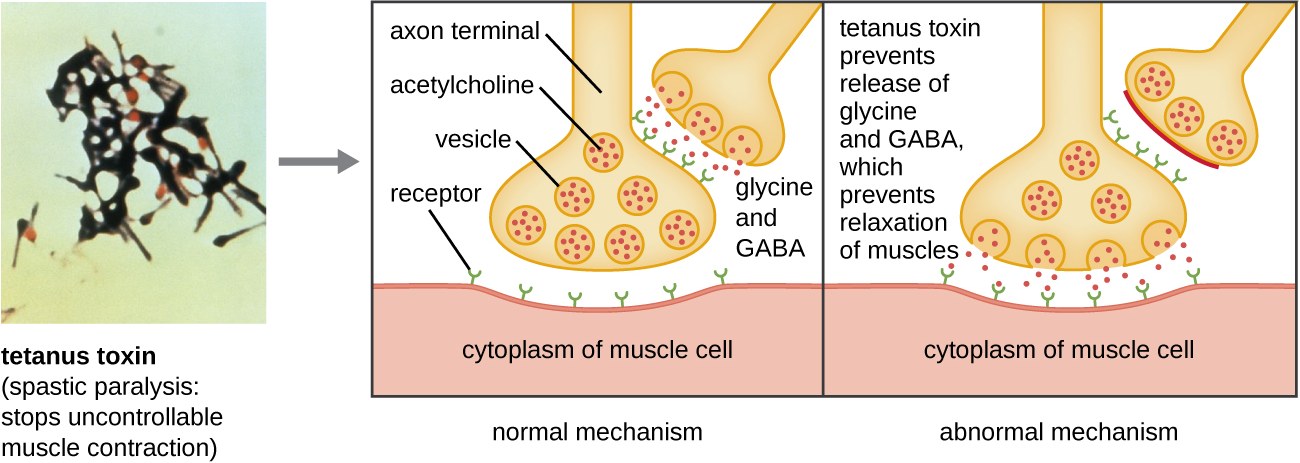 axon terminal
acetylcholine
vesicle
receptor
glycine
and
GABA
cytoplasm of muscle cell
normal mechanism
tetanus toxin
prevents
release of
glycine
and GABA,
which
prevents
relaxation
of muscles
cytoplasm of muscle cell
abnormal mechanism
tetanus toxin
(spastic paralysis:
stops uncontrollable
muscle contraction)